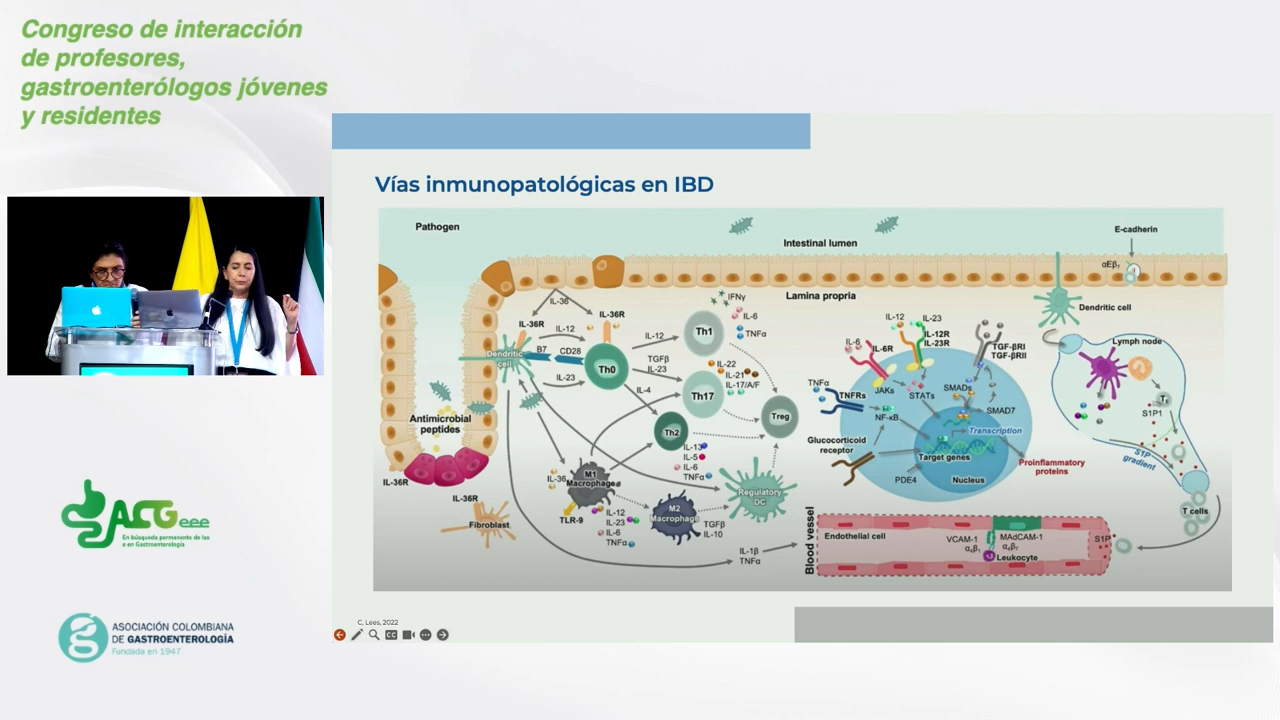 Congreso de interacción
de profesores,
gastroenterólogos jóvenes
y residentes
Vías inmunopatológicas en IBD
Pathogen
Intestinal lumen
E-cadherin
αEβ₇
Lamina propria
IL-36
IL-36R
IL-36R
IL-12
B7
CD28
Dendritic
cell
IL-23
Th0
IL-12
TGFβ
IL-23
IL-4
Th1
IFNγ
IL-6
TNFα
Th17
IL-22
IL-21
IL-17/A/F
Th2
IL-13
IL-5
IL-6
TNFα
Treg
Antimicrobial
peptides
IL-36R
IL-36R
Fibroblast
IL-36
M1
Macrophage
TLR-9
IL-12
IL-23
IL-6
TNFα
M2
Macrophage
TGFβ
IL-10
Regulatory
DC
IL-1β
TNFα
IL-12
IL-23
IL-6
IL-6R
IL-12R
IL-23R
TGF-βRI
TGF-βRII
TNFα
TNFRs
JAKs
STATs
SMADs
SMAD7
NF-κB
Transcription
Glucocorticoid
receptor
Target genes
PDE4
Nucleus
Proinflammatory
proteins
Dendritic cell
Lymph node
S1P1
S1P
gradient
T cells
Blood vessel
Endothelial cell
VCAM-1
α₄β₁
MAdCAM-1
α₄β₇
Leukocyte
S1P
C, Lees, 2022
CC
ACGeee
En búsqueda permanente de las
e en Gastroenterología
ASOCIACIÓN COLOMBIANA
DE GASTROENTEROLOGÍA
Fundada en 1947